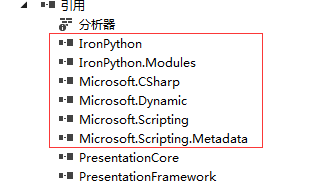 引用
分析器
IronPython
IronPython.Modules
Microsoft.CSharp
Microsoft.Dynamic
Microsoft.Scripting
Microsoft.Scripting.Metadata
PresentationCore
PresentationFramework